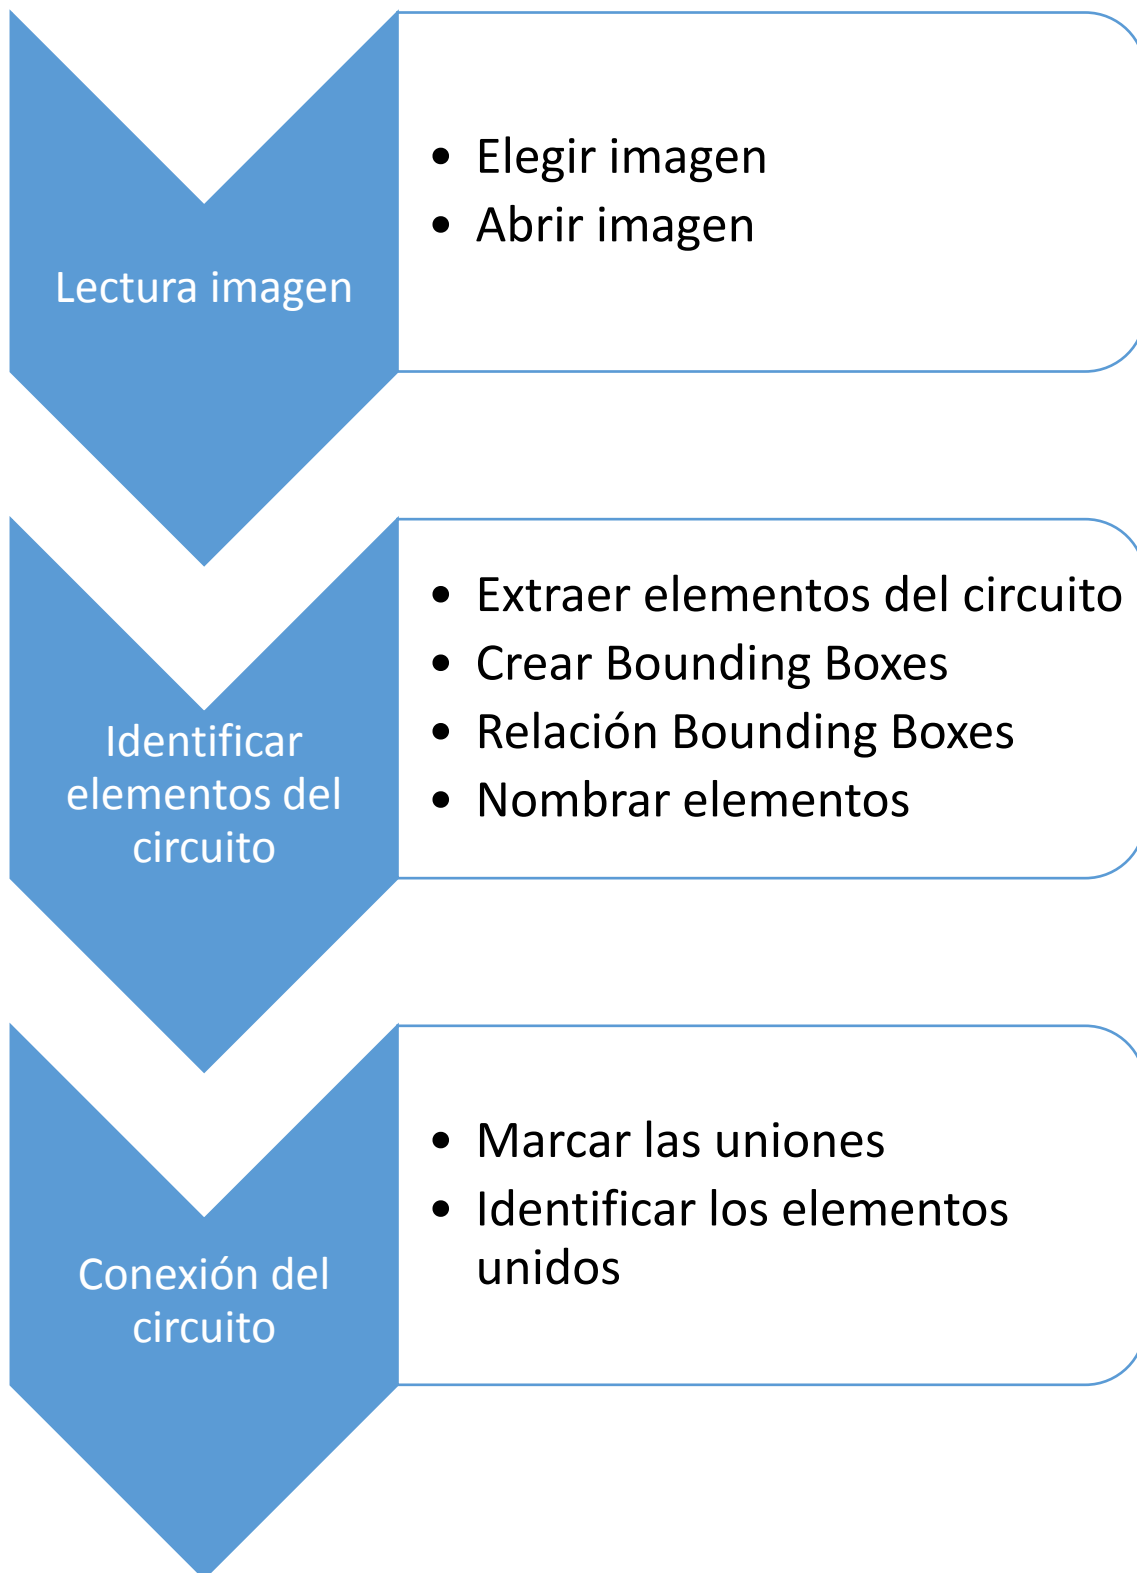 Lectura imagen
• Elegir imagen
• Abrir imagen
Identificar
elementos del
circuito
• Extraer elementos del circuito
• Crear Bounding Boxes
• Relación Bounding Boxes
• Nombrar elementos
Conexión del
circuito
• Marcar las uniones
• Identificar los elementos
unidos